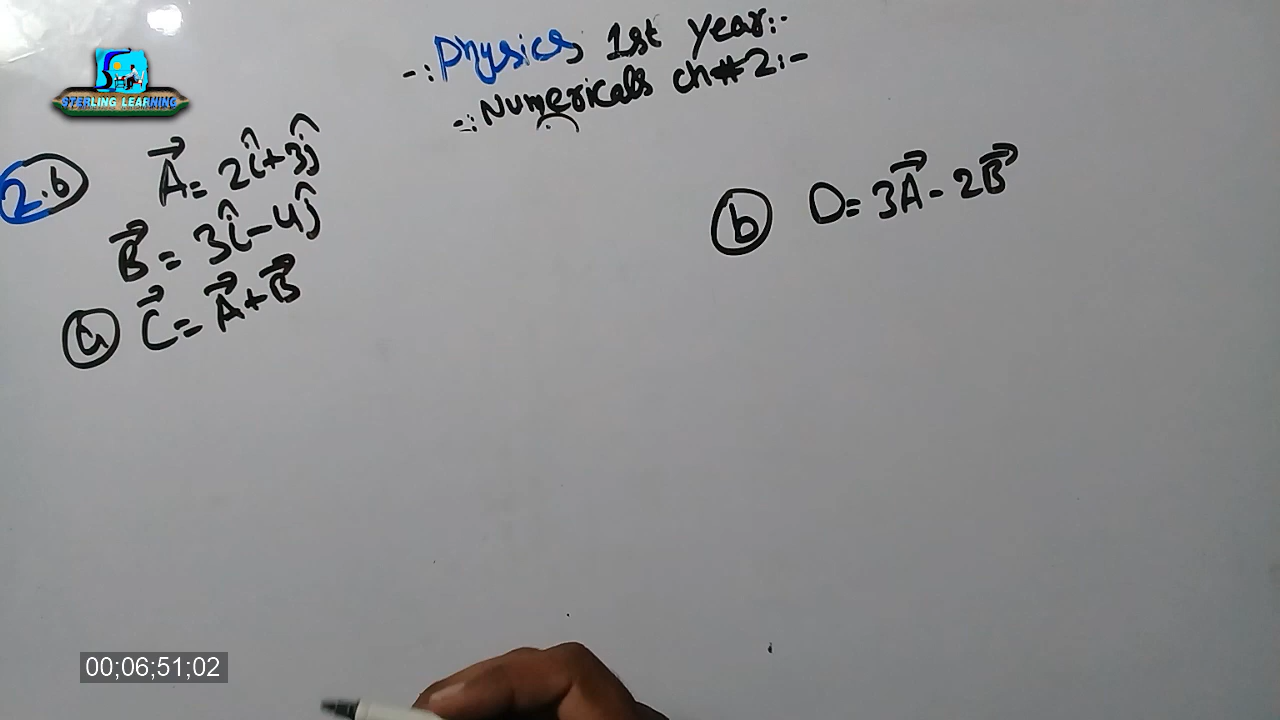 -:Physics 1st year:-
-:Numericals ch#2:-
STERLING LEARNING
2.6 A⃗ = 2î+3ĵ
B⃗ = 3î-4ĵ
a C⃗ = A⃗+B⃗
b D = 3A⃗ - 2B⃗
00;06;51;02